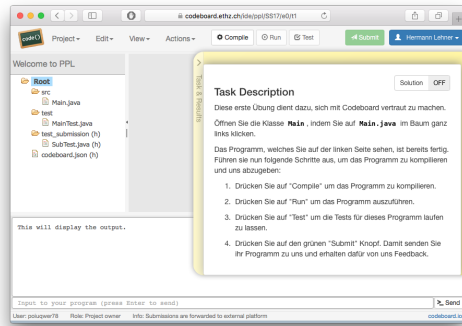 codeboard.ethz.ch/ide/ppl/SS17/e0/t1
code()
Project
Edit
View
Actions
Compile
Run
Test
Submit
Hermann Lehner
Welcome to PPL
Root
src
Main.java
test
MainTest.java
test_submission (h)
SubTest.java (h)
codeboard.json (h)
Task & Results
Solution OFF
Task Description
Diese erste Übung dient dazu, sich mit Codeboard vertraut zu machen.
Öffnen Sie die Klasse Main, indem Sie auf Main.java im Baum ganz
links klicken.
Das Programm, welches Sie auf der linken Seite sehen, ist bereits fertig.
Führen sie nun folgende Schritte aus, um das Programm zu kompilieren
und uns abzugeben:
1. Drücken Sie auf "Compile" um das Programm zu kompilieren.
2. Drücken Sie auf "Run" um das Programm auszuführen.
3. Drücken Sie auf "Test" um die Tests für dieses Programm laufen
zu lassen.
4. Drücken Sie auf den grünen "Submit" Knopf. Damit senden Sie
ihr Programm zu uns und erhalten dafür von uns Feedback.
This will display the output.
Input to your program (press Enter to send)
>_ Send
User: poiuqwer78 Role: Project owner Info: Submissions are forwarded to external platform
codeboard.io